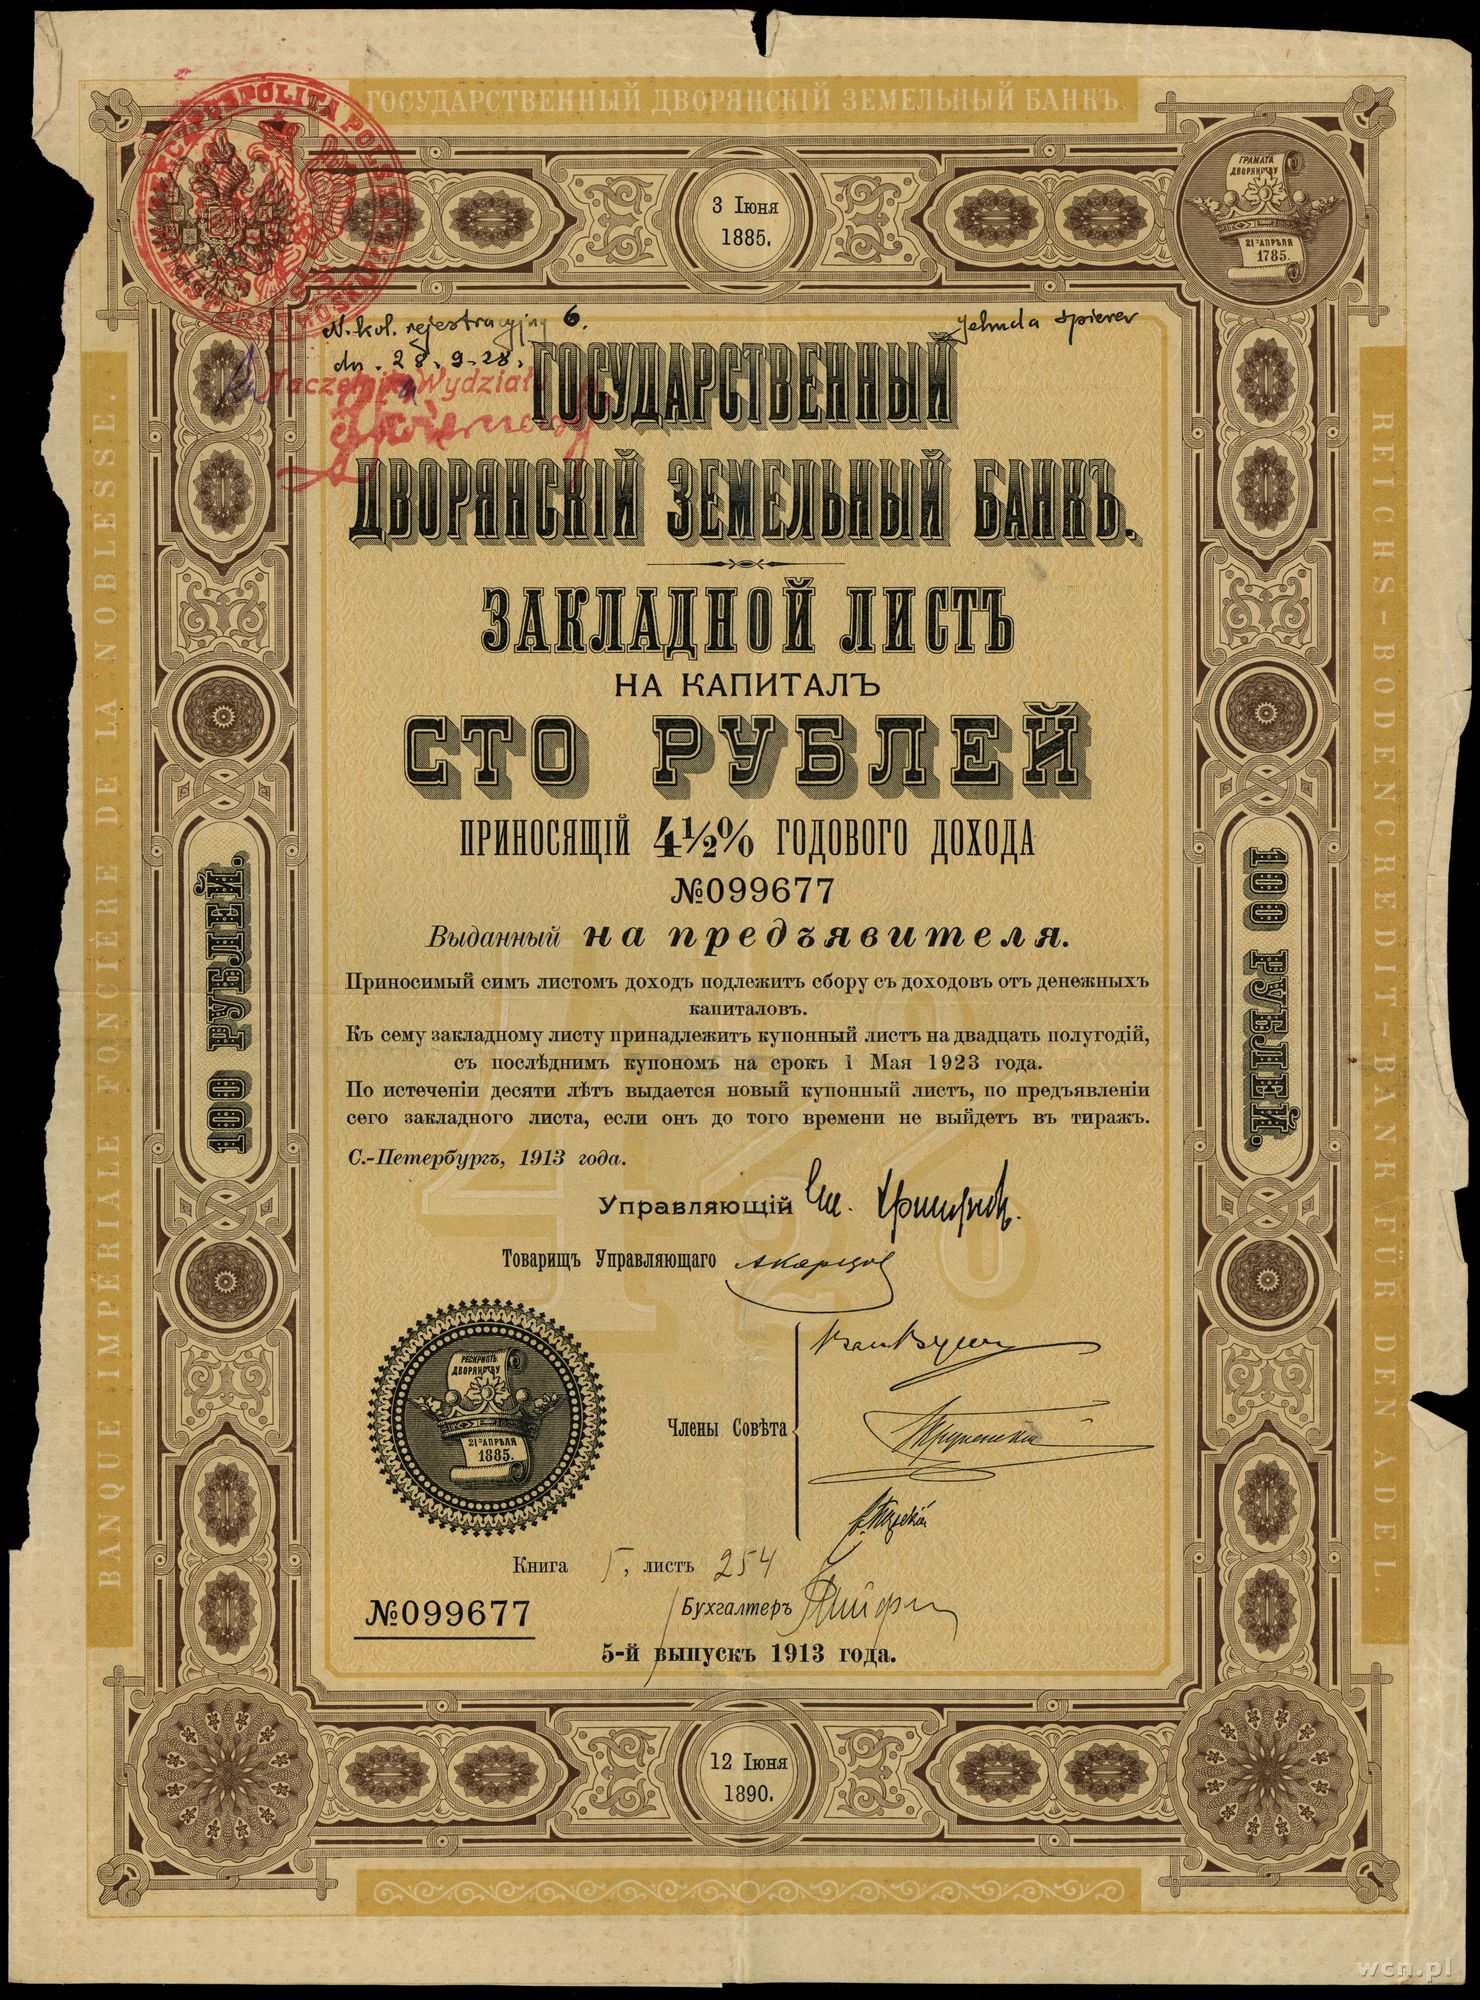 ГОСУДАРСТВЕННЫЙ ДВОРЯНСКІЙ ЗЕМЕЛЬНЫЙ БАНКЪ.
3 Іюня
1885.
ГРАМАТА
ДВОРЯНСТВУ
21го АПРѢЛЯ
1785.
N. kol. rejestracyjny 6.
dn. 28.9.28.
Jehuda Spierer
Naczelnik Wydziału
ГОСУДАРСТВЕННЫЙ
ДВОРЯНСКІЙ ЗЕМЕЛЬНЫЙ БАНКЪ.
ЗАКЛАДНОЙ ЛИСТЪ
НА КАПИТАЛЪ
СТО РУБЛЕЙ
ПРИНОСЯЩІЙ 4½% ГОДОВОГО ДОХОДА
№099677
Выданный на предъявителя.
Приносимый симъ листомъ доходъ подлежитъ сбору съ доходовъ отъ денежныхъ
капиталовъ.
Къ сему закладному листу принадлежитъ купонный листъ на двадцать полугодій,
съ послѣднимъ купономъ на срокъ 1 Мая 1923 года.
По истеченіи десяти лѣтъ выдается новый купонный листъ, по предъявленіи
сего закладного листа, если онъ до того времени не выйдетъ въ тиражъ.
С.-Петербургъ, 1913 года.
Управляющій
Товарищъ Управляющаго
Члены Совѣта
РЕСКРИПТЪ
ДВОРЯНСТВУ
21го АПРѢЛЯ
1885.
Книга 5, листъ 254
№099677
Бухгалтеръ
5-й выпускъ 1913 года.
12 Іюня
1890.
100 РУБЛЕЙ.
100 РУБЛЕЙ.
BANQUE IMPÉRIALE FONCIÈRE DE LA NOBLESSE.
REICHS-BODENCREDIT-BANK FÜR DEN ADEL.
4½%
wcn.pl